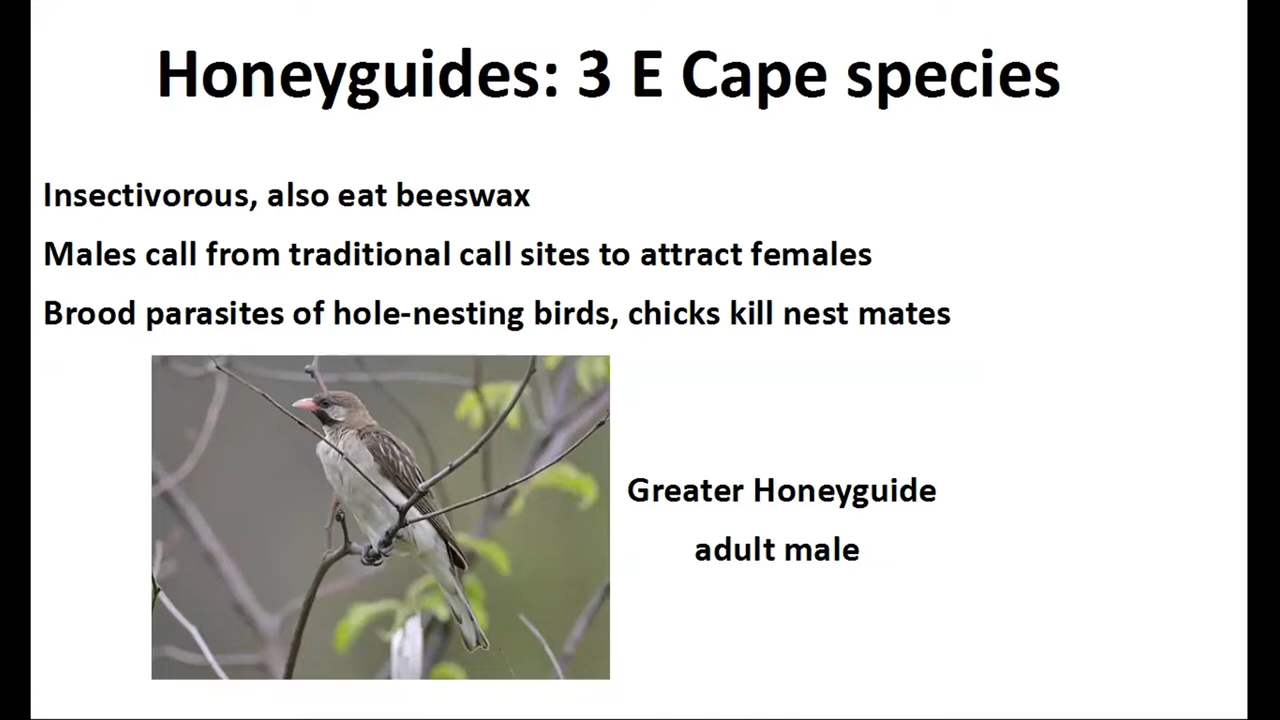 Honeyguides: 3 E Cape species
Insectivorous, also eat beeswax
Males call from traditional call sites to attract females
Brood parasites of hole-nesting birds, chicks kill nest mates
Greater Honeyguide
adult male